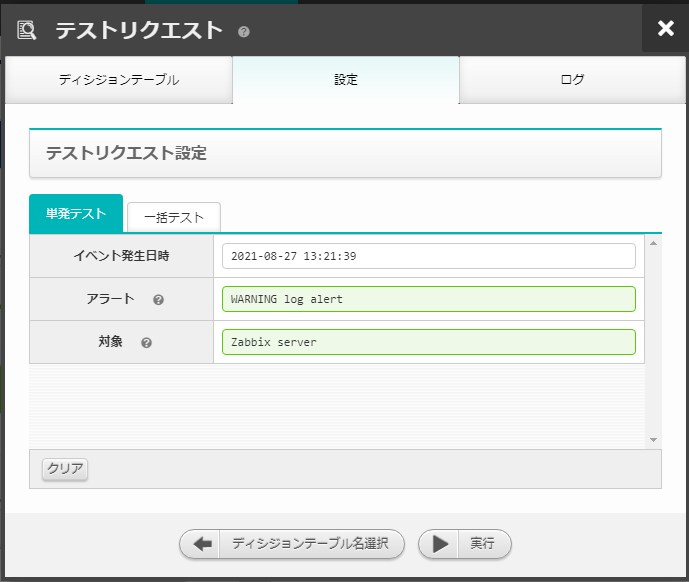 テストリクエスト
ディシジョンテーブル
設定
ログ
テストリクエスト設定
単発テスト
一括テスト
イベント発生日時
2021-08-27 13:21:39
アラート
WARNING log alert
対象
Zabbix server
クリア
ディシジョンテーブル名選択
実行